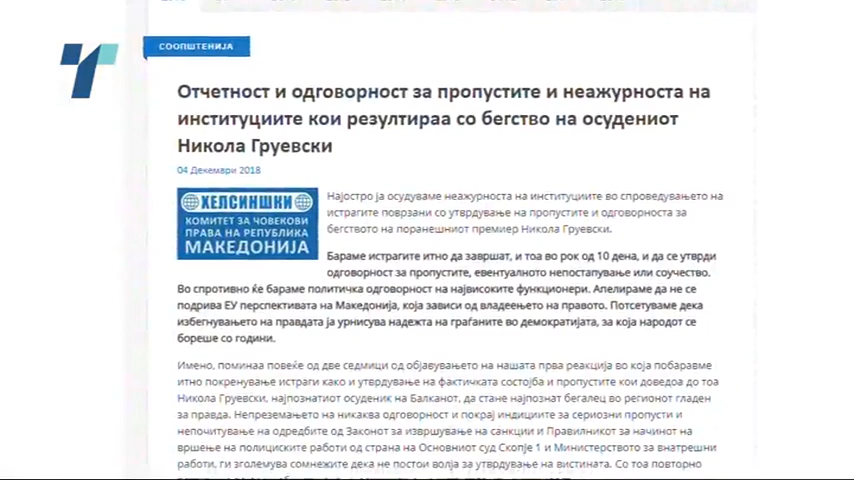 СООПШТЕНИЈА
Отчетност и одговорност за пропустите и неажурноста на
институциите кои резултираа со бегство на осудениот
Никола Груевски
04 Декември 2018
ХЕЛСИНШКИ
КОМИТЕТ ЗА ЧОВЕКОВИ
ПРАВА НА РЕПУБЛИКА
МАКЕДОНИЈА
Најостро ја осудуваме неажурноста на институциите во спроведувањето на
истрагите поврзани со утврдување на пропустите и одговорноста за
бегството на поранешниот премиер Никола Груевски.
Бараме истрагите итно да завршат, и тоа во рок од 10 дена, и да се утврди
одговорност за пропустите, евентуалното непостапување или соучество.
Во спротивно ќе бараме политичка одговорност на највисоките функционери. Апелираме да не се
подрива ЕУ перспективата на Македонија, која зависи од владеењето на правото. Потсетуваме дека
избегнувањето на правдата ја урнисува надежта на граѓаните во демократијата, за која народот се
бореше со години.
Имено, поминаа повеќе од две седмици од објавувањето на нашата прва реакција во која побаравме
итно покренување истраги како и утврдување на фактичката состојба и пропустите кои доведоа до тоа
Никола Груевски, најпознатиот осуденик на Балканот, да стане најпознат бегалец во регионот гладен
за правда. Непреземањето на никаква одговорност и покрај индициите за сериозни пропусти и
непочитување на одредбите од Законот за извршување на санкции и Правилникот за начинот на
вршење на полициските работи од страна на Основниот суд Скопје 1 и Министерството за внатрешни
работи, ги зголемува сомнежите дека не постои волја за утврдување на вистината. Со тоа повторно